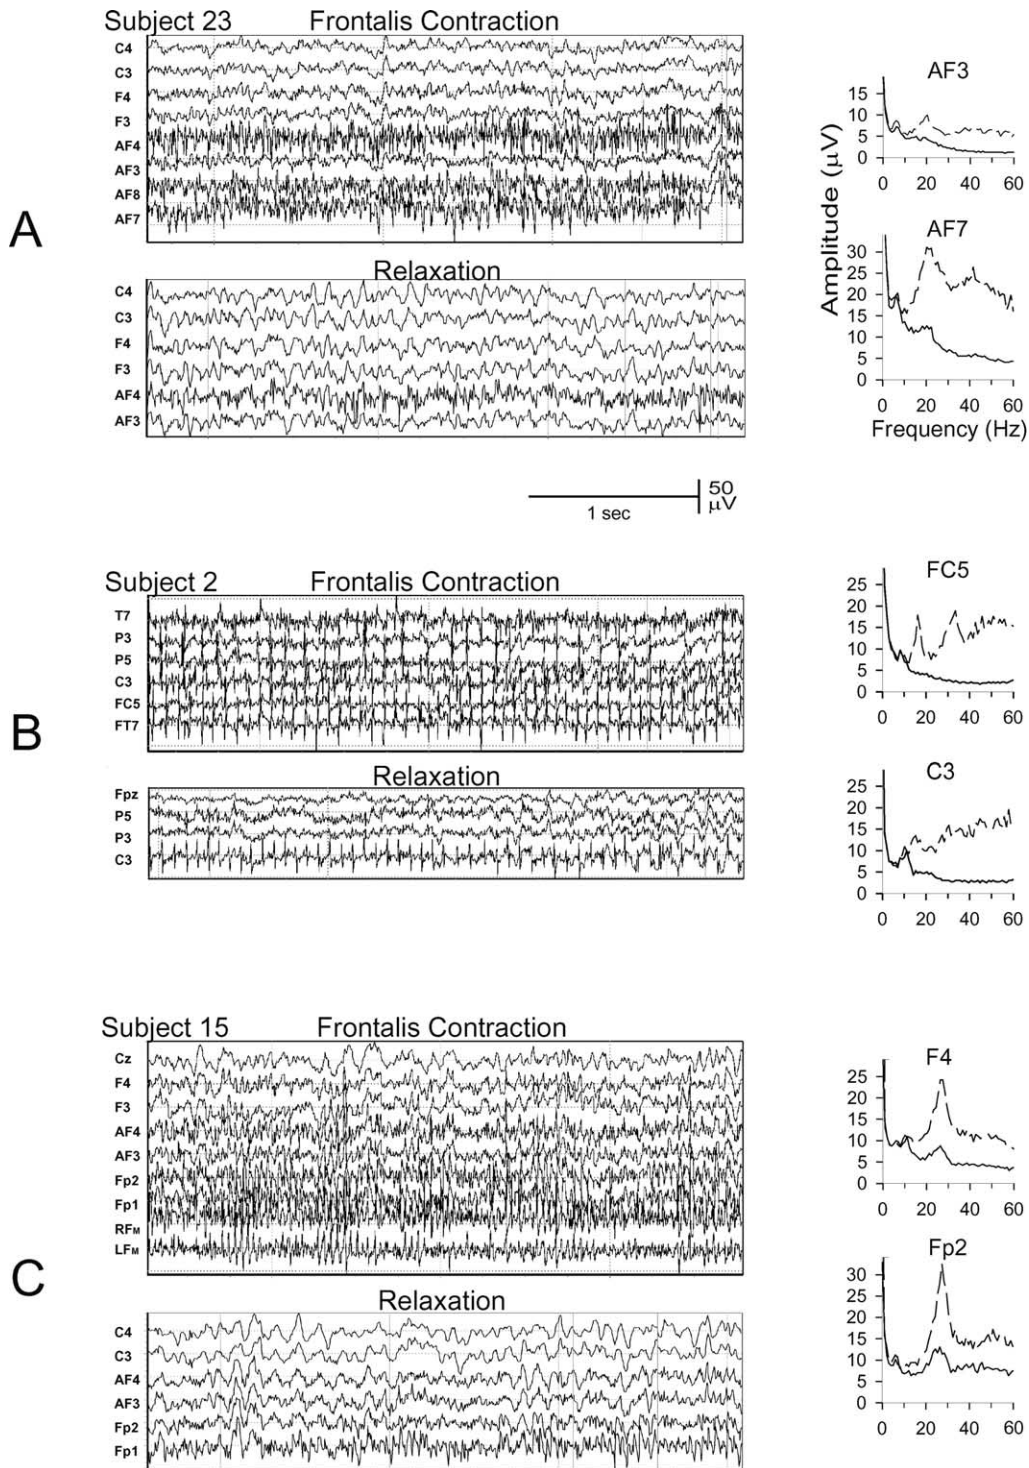 A
Subject 23 Frontalis Contraction
C4
C3
F4
F3
AF4
AF3
AF8
AF7
Relaxation
C4
C3
F4
F3
AF4
AF3
AF3
15
10
5
0
0 20 40 60
AF7
30
25
20
15
10
5
0
0 20 40 60
Amplitude (μV)
Frequency (Hz)
1 sec
50
μV
B
Subject 2 Frontalis Contraction
T7
P3
P5
C3
FC5
FT7
Relaxation
Fpz
P5
P3
C3
FC5
25
20
15
10
5
0
0 20 40 60
C3
25
20
15
10
5
0
0 20 40 60
C
Subject 15 Frontalis Contraction
Cz
F4
F3
AF4
AF3
Fp2
Fp1
RFM
LFM
Relaxation
C4
C3
AF4
AF3
Fp2
Fp1
F4
25
20
15
10
5
0
0 20 40 60
Fp2
30
25
20
15
10
5
0
0 20 40 60